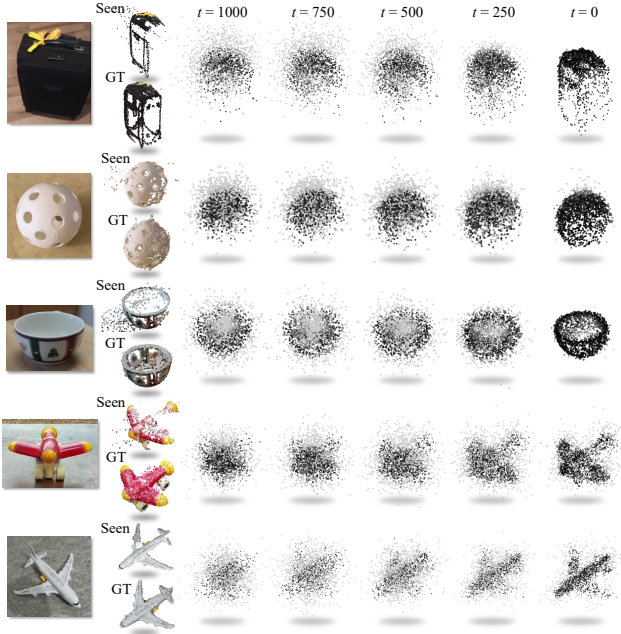 Seen t = 1000 t = 750 t = 500 t = 250 t = 0
GT
Seen
GT
Seen
GT
Seen
GT
Seen
GT